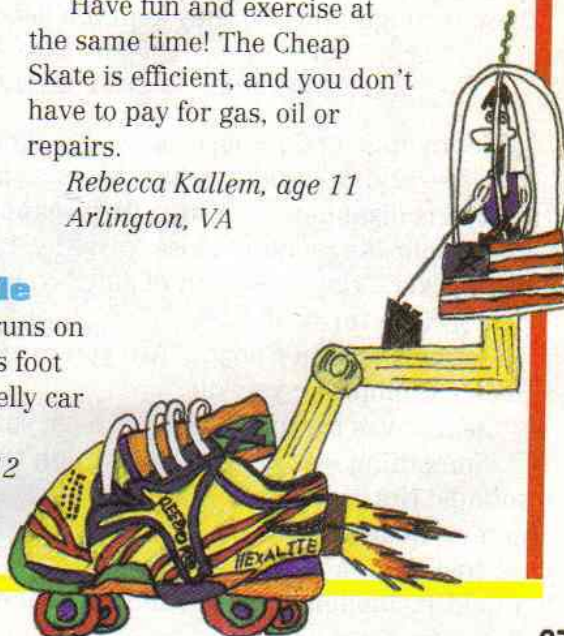 Have fun and exercise at
the same time! The Cheap
Skate is efficient, and you don't
have to pay for gas, oil or
repairs.
Rebecca Kallem, age 11
Arlington, VA
le
runs on
s foot
elly car
2
HEXALITE